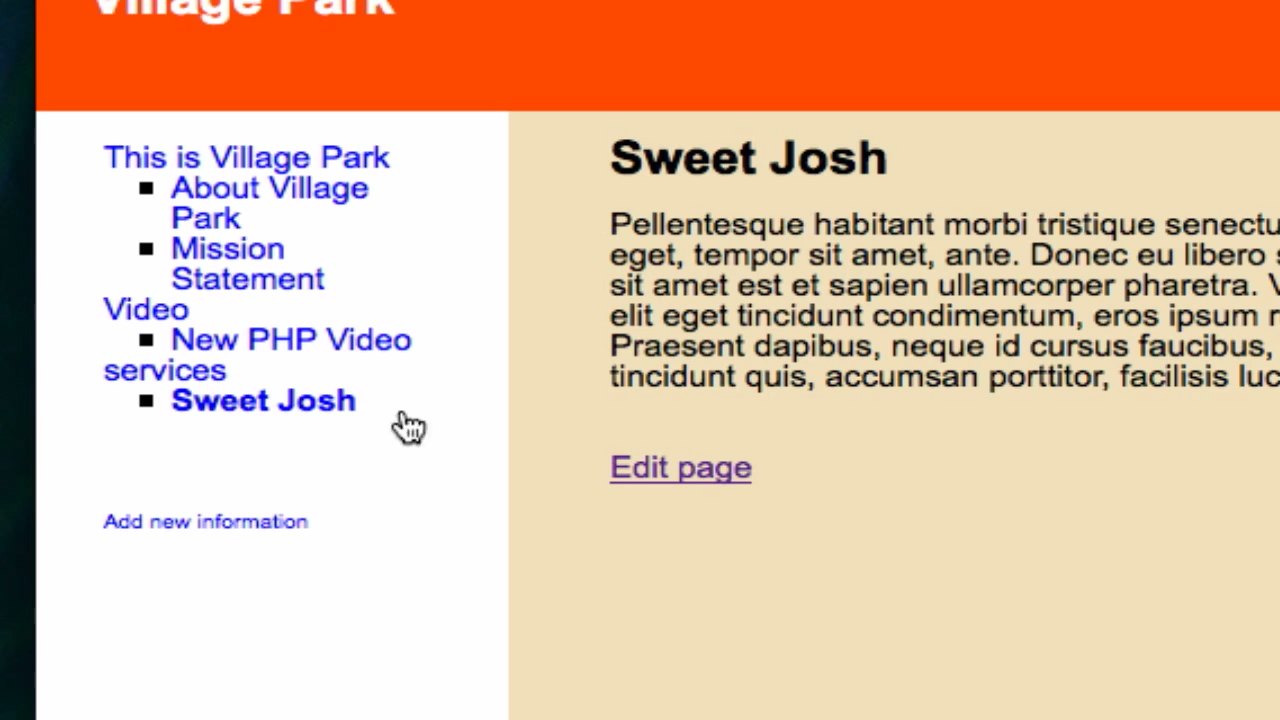 Village Park
This is Village Park
About Village
Park
Mission
Statement
Video
New PHP Video
services
Sweet Josh
Add new information
Sweet Josh
Pellentesque habitant morbi tristique senectu
eget, tempor sit amet, ante. Donec eu libero s
sit amet est et sapien ullamcorper pharetra. V
elit eget tincidunt condimentum, eros ipsum r
Praesent dapibus, neque id cursus faucibus,
tincidunt quis, accumsan porttitor, facilisis luc
Edit page